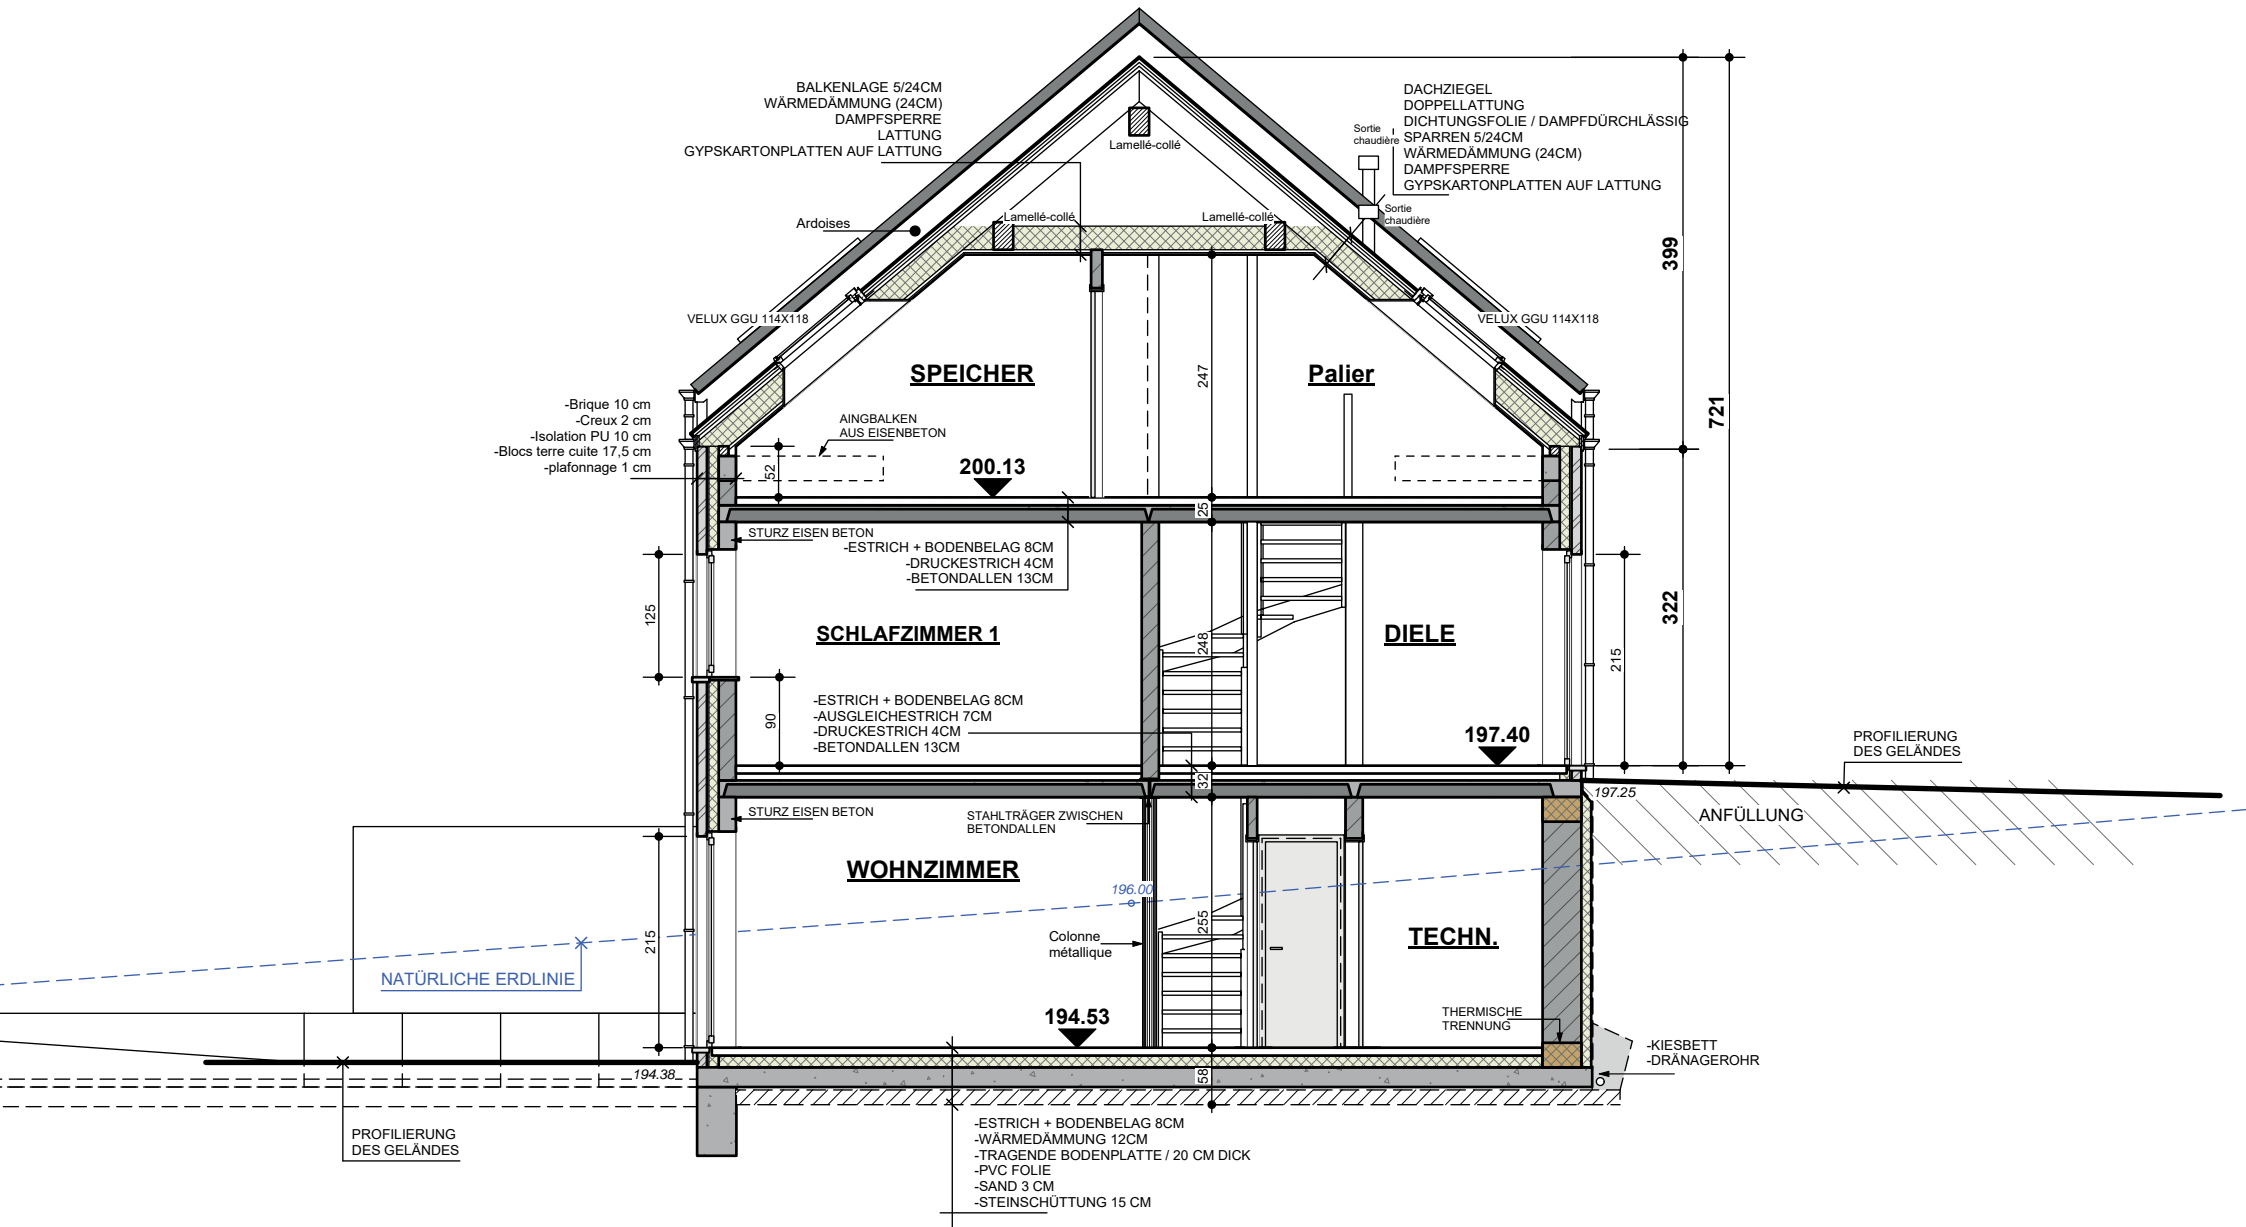 BALKENLAGE 5/24CM
WÄRMEDÄMMUNG (24CM)
DAMPFSPERRE
LATTUNG
GYPSKARTONPLATTEN AUF LATTUNG
DACHZIEGEL
DOPPELLATTUNG
DICHTUNGSFOLIE / DAMPFDÜRCHLÄSSIG
SPARREN 5/24CM
WÄRMEDÄMMUNG (24CM)
DAMPFSPERRE
GYPSKARTONPLATTEN AUF LATTUNG
Sortie
chaudière
Lamellé-collé
Sortie
chaudière
Lamellé-collé
Lamellé-collé
Ardoises
399
VELUX GGU 114X118
VELUX GGU 114X118
SPEICHER
247
Palier
721
-Brique 10 cm
-Creux 2 cm
-Isolation PU 10 cm
-Blocs terre cuite 17,5 cm
-plafonnage 1 cm
AINGBALKEN
AUS EISENBETON
52
200.13
25
STURZ EISEN BETON
-ESTRICH + BODENBELAG 8CM
-DRUCKESTRICH 4CM
-BETONDALLEN 13CM
125
SCHLAFZIMMER 1
248
DIELE
215
322
90
-ESTRICH + BODENBELAG 8CM
-AUSGLEICHESTRICH 7CM
-DRUCKESTRICH 4CM
-BETONDALLEN 13CM
197.40
PROFILIERUNG
DES GELÄNDES
32
197.25
STURZ EISEN BETON
STAHLTRÄGER ZWISCHEN
BETONDALLEN
ANFÜLLUNG
WOHNZIMMER
196.00
255
215
Colonne
métallique
TECHN.
NATÜRLICHE ERDLINIE
194.53
THERMISCHE
TRENNUNG
-KIESBETT
-DRÄNAGEROHR
194.38
58
PROFILIERUNG
DES GELÄNDES
-ESTRICH + BODENBELAG 8CM
-WÄRMEDÄMMUNG 12CM
-TRAGENDE BODENPLATTE / 20 CM DICK
-PVC FOLIE
-SAND 3 CM
-STEINSCHÜTTUNG 15 CM